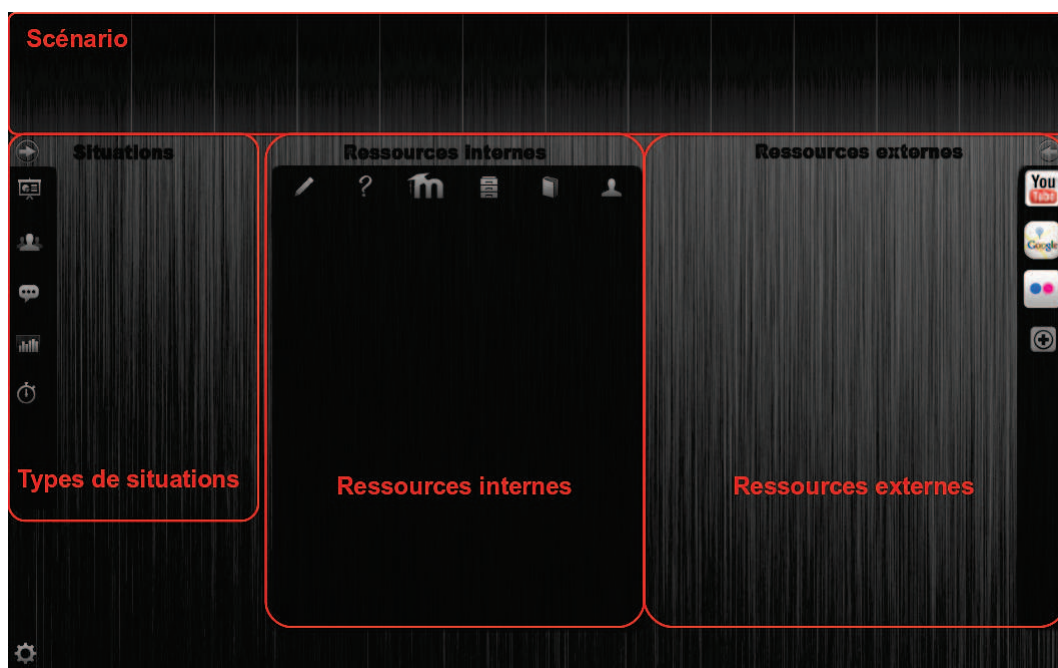 Scénario
Situations
Ressources internes
Ressources externes
?
m
You
Tube
Google
Types de situations
Ressources internes
Ressources externes